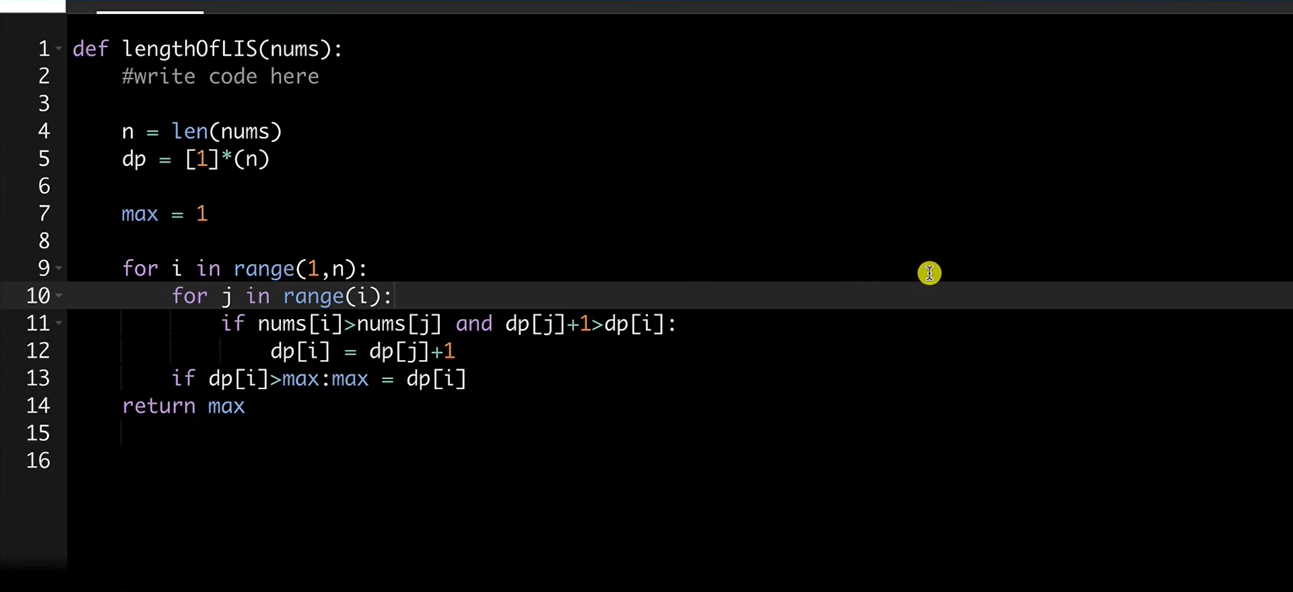 1 def lengthOfLIS(nums):
2     #write code here
3
4     n = len(nums)
5     dp = [1]*(n)
6
7     max = 1
8
9     for i in range(1,n):
10         for j in range(i):
11             if nums[i]>nums[j] and dp[j]+1>dp[i]:
12                 dp[i] = dp[j]+1
13         if dp[i]>max:max = dp[i]
14     return max
15
16